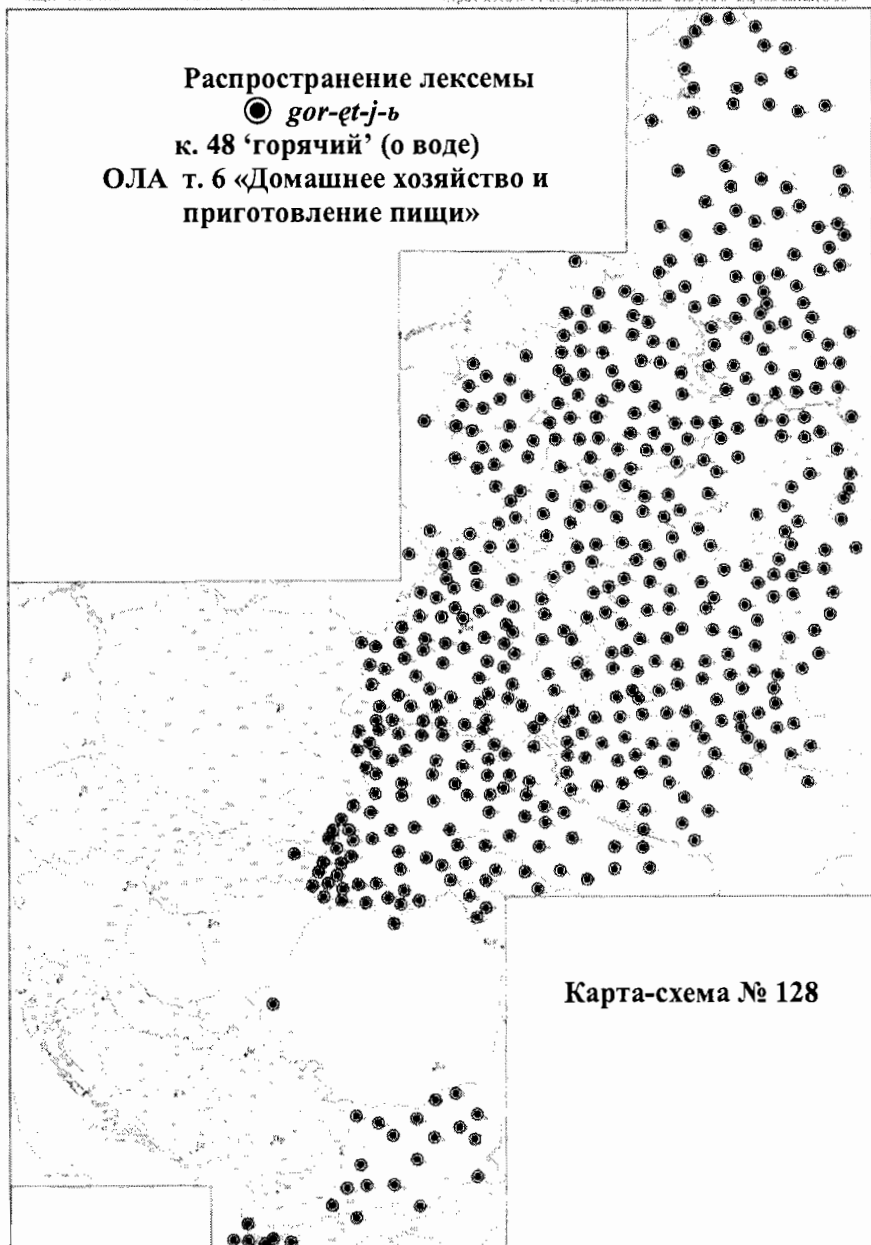 Распространение лексемы
gor-ęt-j-ь
к. 48 ‘горячий’ (о воде)
ОЛА т. 6 «Домашнее хозяйство и
приготовление пищи»
Карта-схема № 128